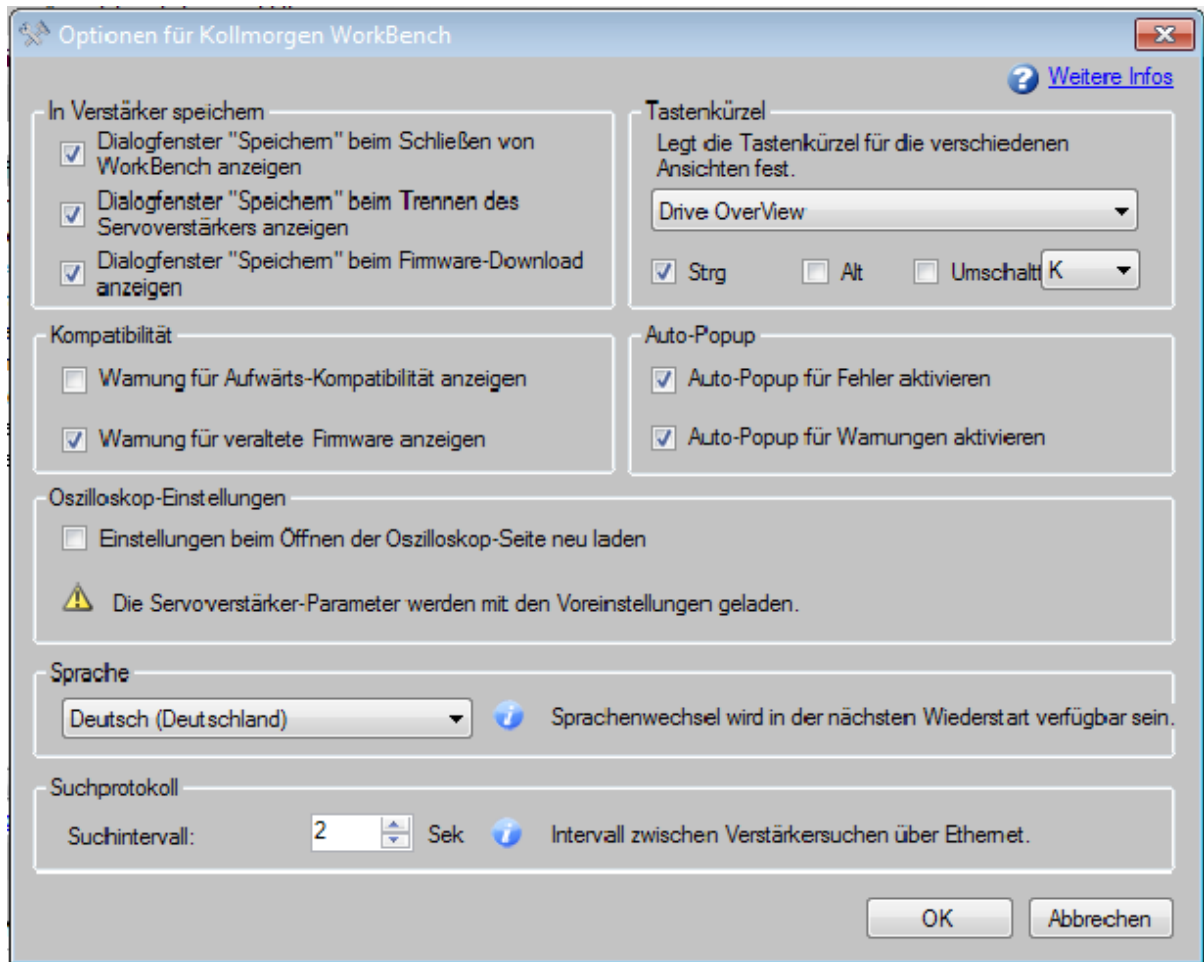 Optionen für Kollmorgen WorkBench
Weitere Infos
In Verstärker speichern
Dialogfenster "Speichern" beim Schließen von
WorkBench anzeigen
Dialogfenster "Speichern" beim Trennen des
Servoverstärkers anzeigen
Dialogfenster "Speichern" beim Firmware-Download
anzeigen
Tastenkürzel
Legt die Tastenkürzel für die verschiedenen
Ansichten fest.
Drive OverView
Strg Alt Umschaltt K
Kompatibilität
Warnung für Aufwärts-Kompatibilität anzeigen
Warnung für veraltete Firmware anzeigen
Auto-Popup
Auto-Popup für Fehler aktivieren
Auto-Popup für Warnungen aktivieren
Oszilloskop-Einstellungen
Einstellungen beim Öffnen der Oszilloskop-Seite neu laden
Die Servoverstärker-Parameter werden mit den Voreinstellungen geladen.
Sprache
Deutsch (Deutschland) Sprachenwechsel wird in der nächsten Wiederstart verfügbar sein.
Suchprotokoll
Suchintervall: 2 Sek Intervall zwischen Verstärkersuchen über Ethernet.
OK Abbrechen